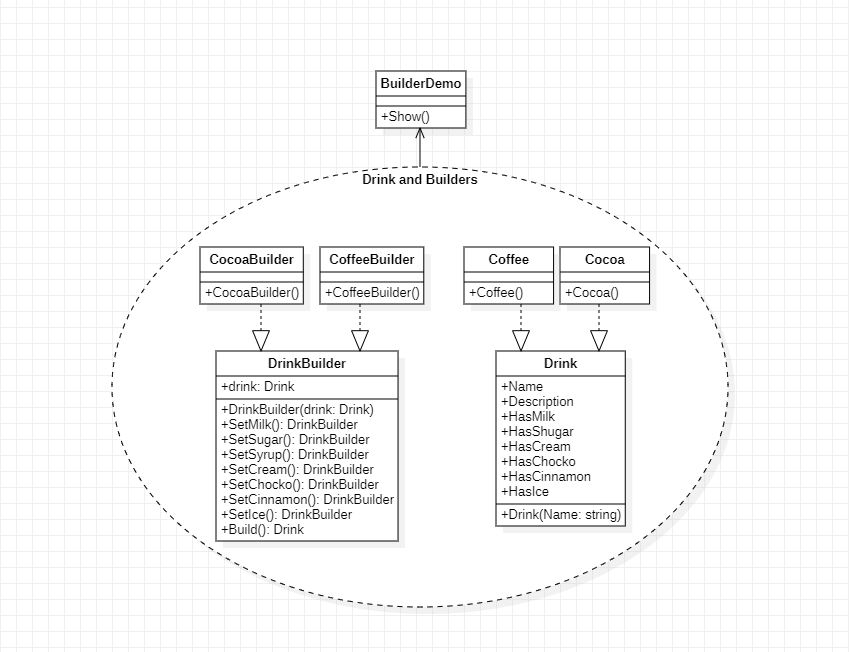 BuilderDemo
+Show()
Drink and Builders
CocoaBuilder
+CocoaBuilder()
CoffeeBuilder
+CoffeeBuilder()
Coffee
+Coffee()
Cocoa
+Cocoa()
DrinkBuilder
+drink: Drink
+DrinkBuilder(drink: Drink)
+SetMilk(): DrinkBuilder
+SetSugar(): DrinkBuilder
+SetSyrup(): DrinkBuilder
+SetCream(): DrinkBuilder
+SetChocko(): DrinkBuilder
+SetCinnamon(): DrinkBuilder
+SetIce(): DrinkBuilder
+Build(): Drink
Drink
+Name
+Description
+HasMilk
+HasShugar
+HasCream
+HasChocko
+HasCinnamon
+HasIce
+Drink(Name: string)